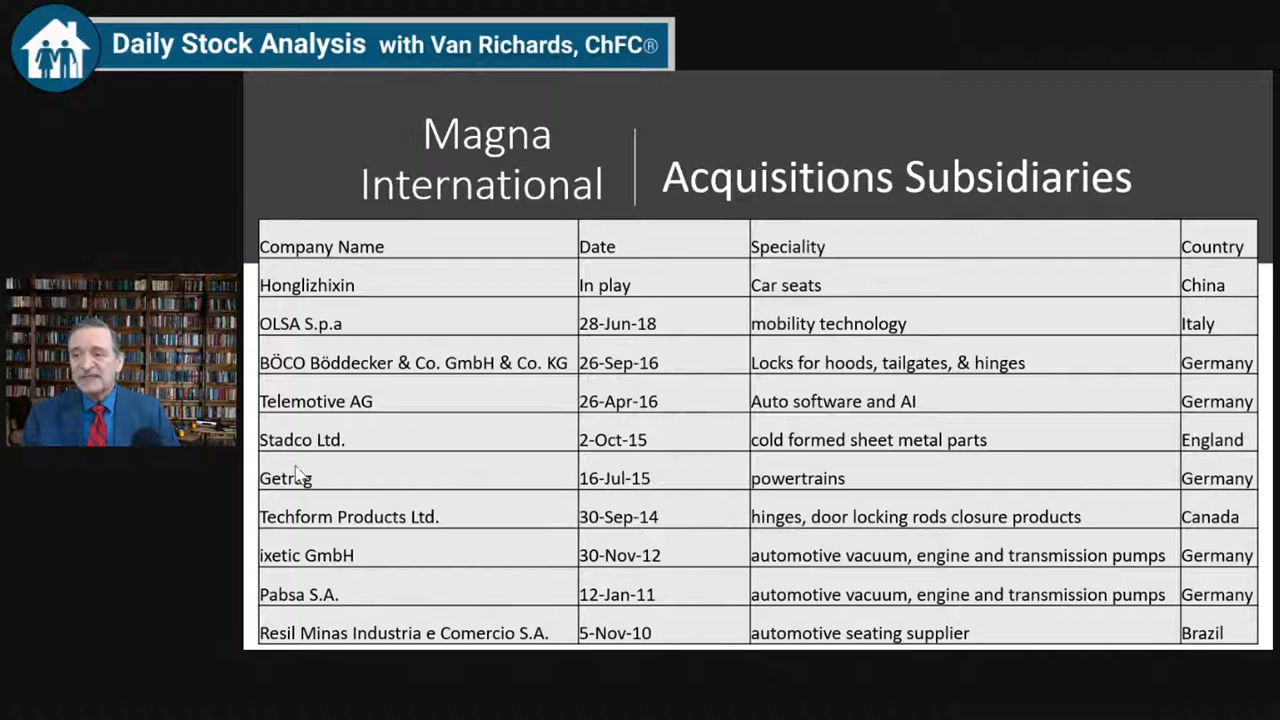 Daily Stock Analysis with Van Richards, ChFC®
Magna
International
Acquisitions Subsidiaries
Company Name Date Speciality Country
Honglizhixin In play Car seats China
OLSA S.p.a 28-Jun-18 mobility technology Italy
BÖCO Böddecker & Co. GmbH & Co. KG 26-Sep-16 Locks for hoods, tailgates, & hinges Germany
Telemotive AG 26-Apr-16 Auto software and AI Germany
Stadco Ltd. 2-Oct-15 cold formed sheet metal parts England
Getrag 16-Jul-15 powertrains Germany
Techform Products Ltd. 30-Sep-14 hinges, door locking rods closure products Canada
ixetic GmbH 30-Nov-12 automotive vacuum, engine and transmission pumps Germany
Pabsa S.A. 12-Jan-11 automotive vacuum, engine and transmission pumps Germany
Resil Minas Industria e Comercio S.A. 5-Nov-10 automotive seating supplier Brazil